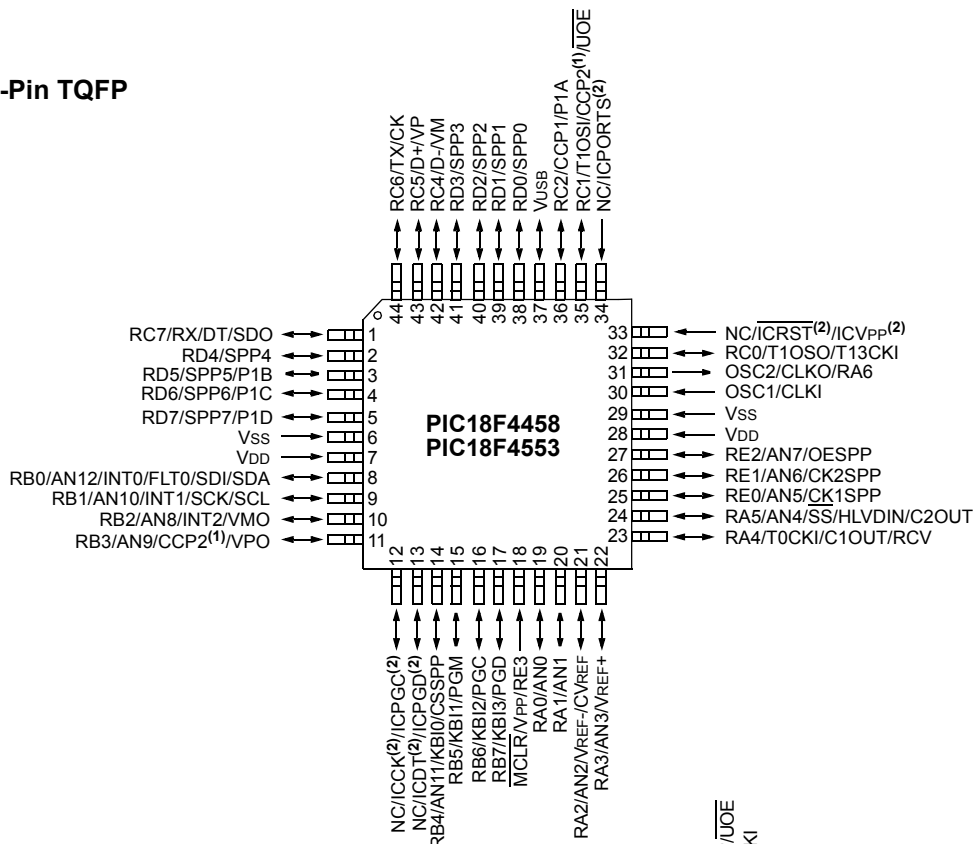 -Pin TQFP
RC6/TX/CK
RC5/D+/VP
RC4/D-/VM
RD3/SPP3
RD2/SPP2
RD1/SPP1
RD0/SPP0
VUSB
RC2/CCP1/P1A
RC1/T1OSI/CCP2(1)/UOE
NC/ICPORTS(2)
44
43
42
41
40
39
38
37
36
35
34
RC7/RX/DT/SDO 1
RD4/SPP4 2
RD5/SPP5/P1B 3
RD6/SPP6/P1C 4
RD7/SPP7/P1D 5
VSS 6
VDD 7
RB0/AN12/INT0/FLT0/SDI/SDA 8
RB1/AN10/INT1/SCK/SCL 9
RB2/AN8/INT2/VMO 10
RB3/AN9/CCP2(1)/VPO 11
PIC18F4458
PIC18F4553
33 NC/ICRST(2)/ICVPP(2)
32 RC0/T1OSO/T13CKI
31 OSC2/CLKO/RA6
30 OSC1/CLKI
29 VSS
28 VDD
27 RE2/AN7/OESPP
26 RE1/AN6/CK2SPP
25 RE0/AN5/CK1SPP
24 RA5/AN4/SS/HLVDIN/C2OUT
23 RA4/T0CKI/C1OUT/RCV
12
13
14
15
16
17
18
19
20
21
22
NC/ICCK(2)/ICPGC(2)
NC/ICDT(2)/ICPGD(2)
RB4/AN11/KBI0/CSSPP
RB5/KBI1/PGM
RB6/KBI2/PGC
RB7/KBI3/PGD
MCLR/VPP/RE3
RA0/AN0
RA1/AN1
RA2/AN2/VREF-/CVREF
RA3/AN3/VREF+
/UOE
KI